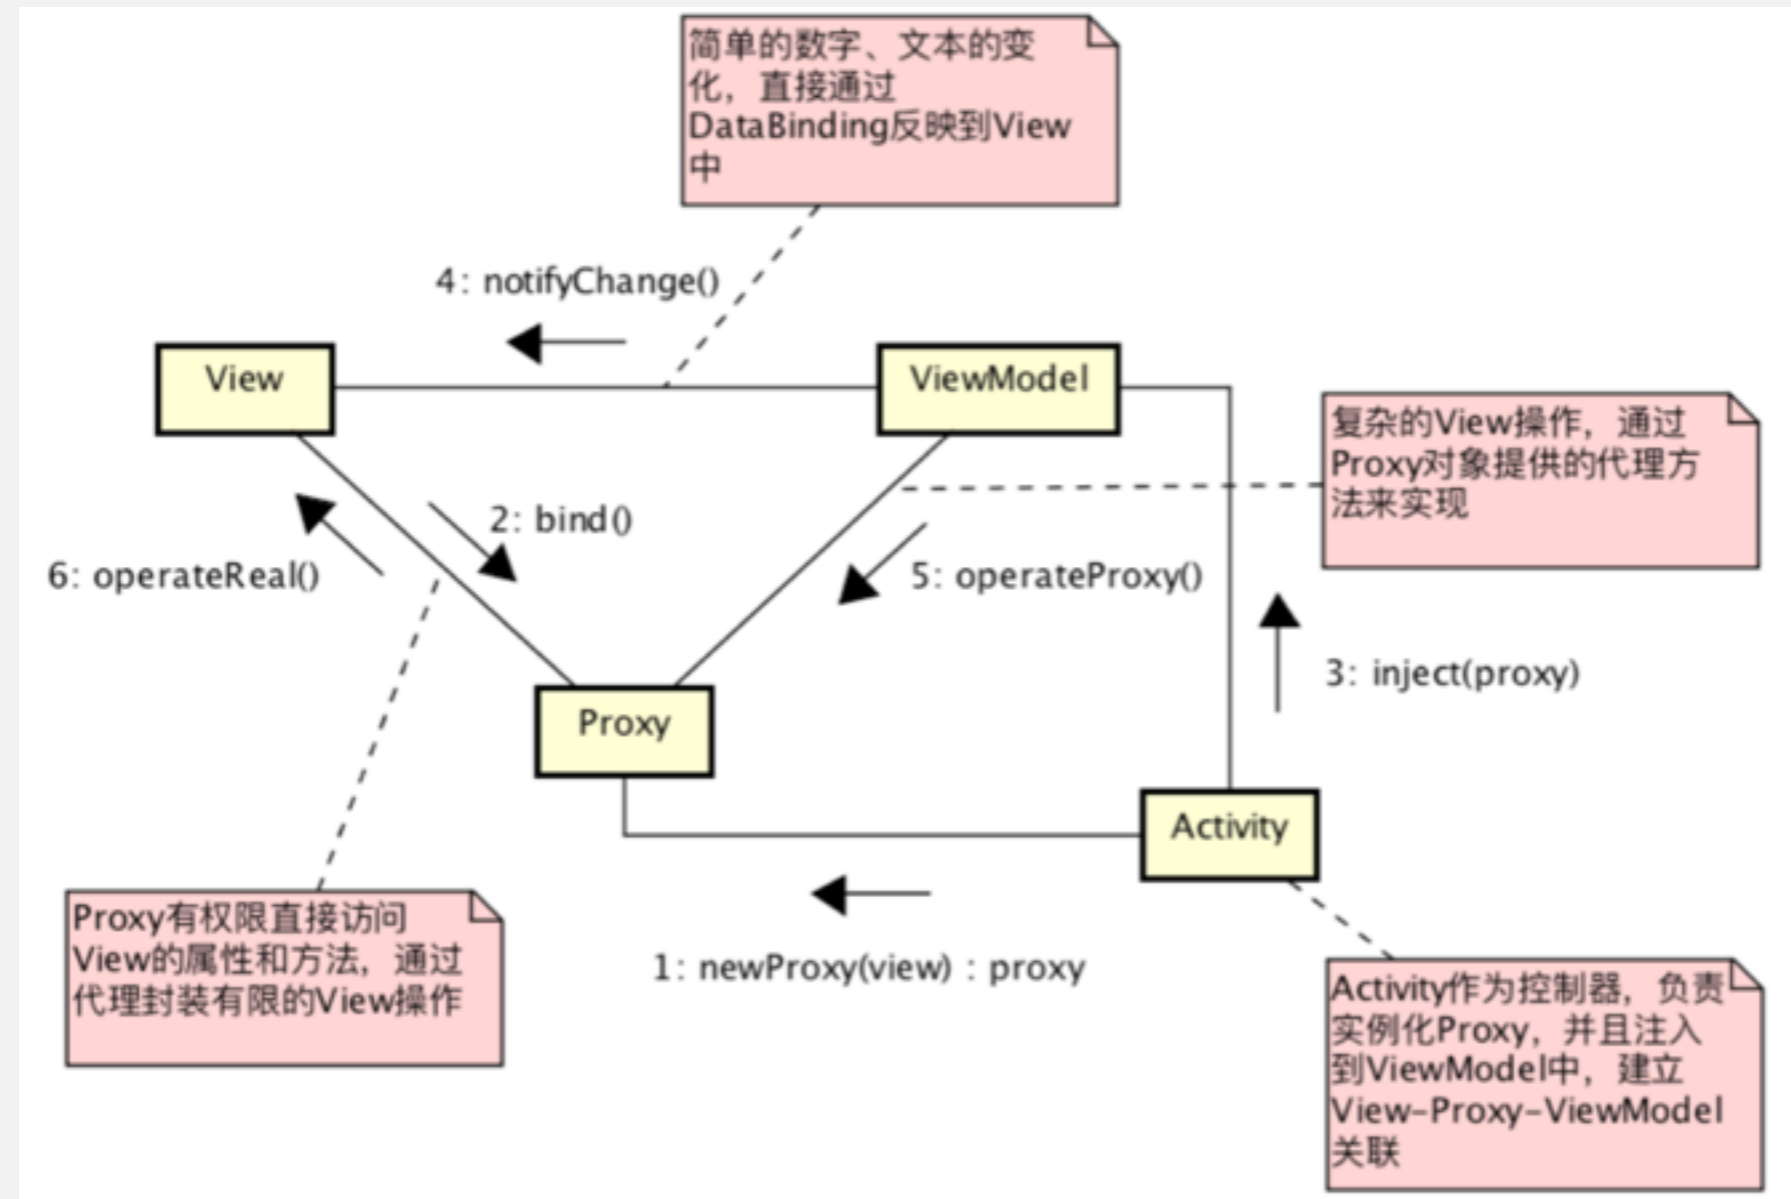 简单的数字、文本的变
化，直接通过
DataBinding反映到View
中
4: notifyChange()
View
ViewModel
复杂的View操作，通过
Proxy对象提供的代理方
法来实现
2: bind()
6: operateReal()
5: operateProxy()
3: inject(proxy)
Proxy
Activity
Proxy有权限直接访问
View的属性和方法，通过
代理封装有限的View操作
1: newProxy(view) : proxy
Activity作为控制器，负责
实例化Proxy，并且注入
到ViewModel中，建立
View-Proxy-ViewModel
关联